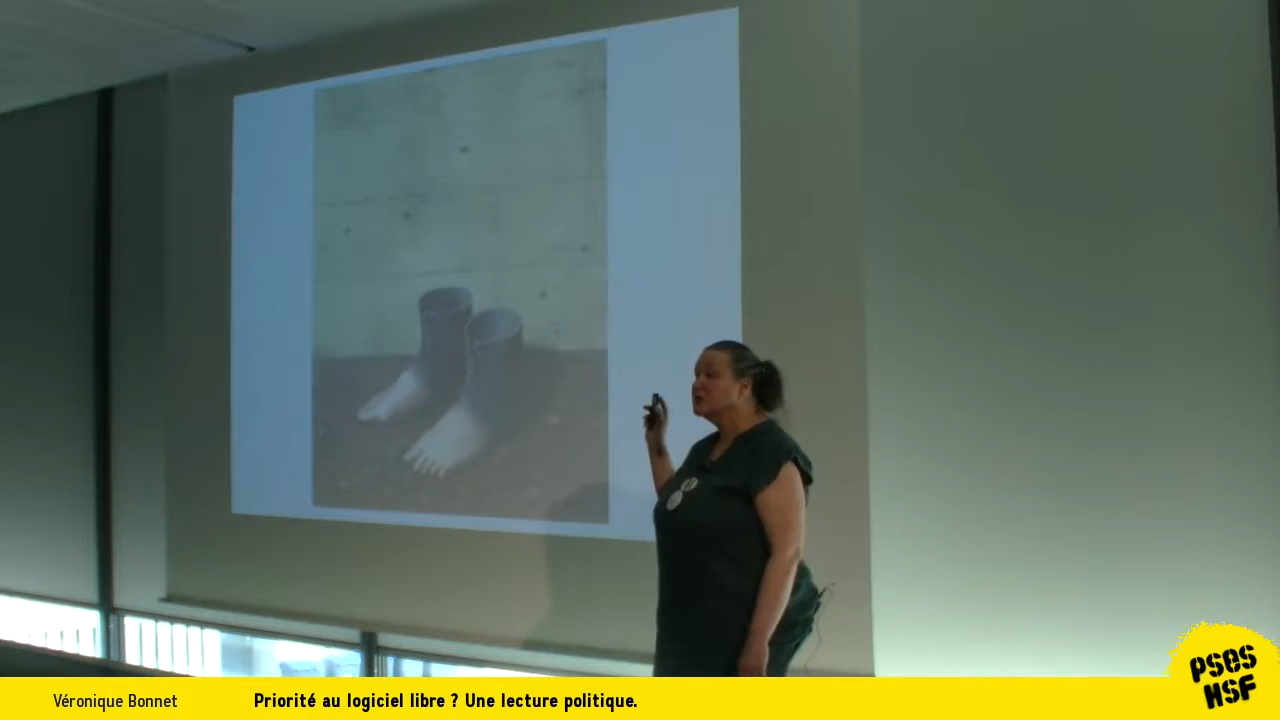 PSES
HSF
Véronique Bonnet
Priorité au logiciel libre ? Une lecture politique.